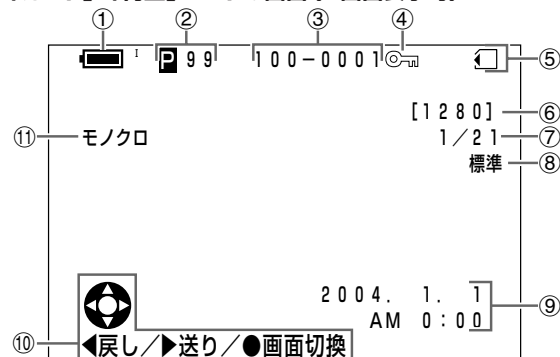 ① ② ③ ④
I P 99 100-0001 ⑤
[1280] ⑥
⑪ モノクロ 1/21 ⑦
標準 ⑧
2004. 1. 1
AM 0:00 ⑨
⑩ ◀戻し/▶送り/●画面切換